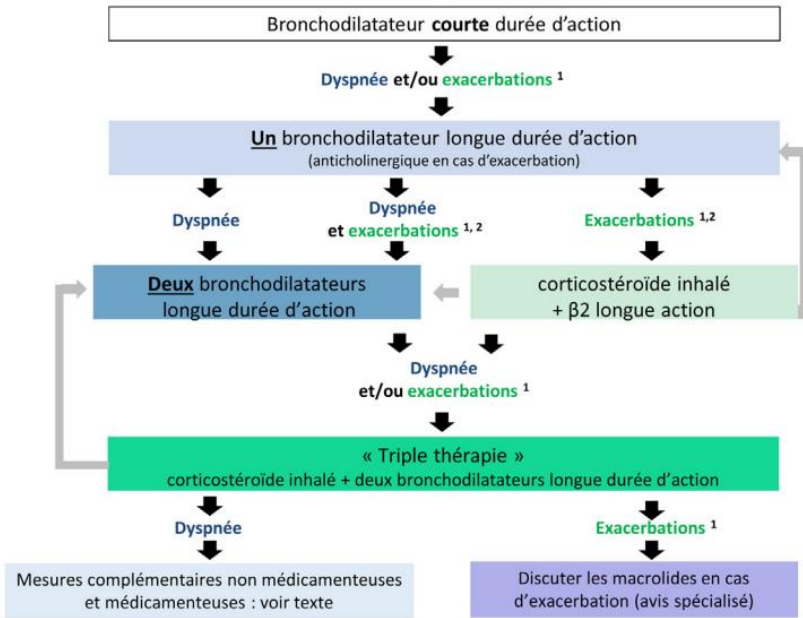 Bronchodilatateur courte durée d'action
Dyspnée et/ou exacerbations ¹
Un bronchodilatateur longue durée d'action
(anticholinergique en cas d'exacerbation)
Dyspnée
Dyspnée
et exacerbations ¹, ²
Exacerbations ¹,²
Deux bronchodilatateurs
longue durée d'action
corticostéroïde inhalé
+ β2 longue action
Dyspnée
et/ou exacerbations ¹
« Triple thérapie »
corticostéroïde inhalé + deux bronchodilatateurs longue durée d'action
Dyspnée
Exacerbations ¹
Mesures complémentaires non médicamenteuses
et médicamenteuses : voir texte
Discuter les macrolides en cas
d'exacerbation (avis spécialisé)